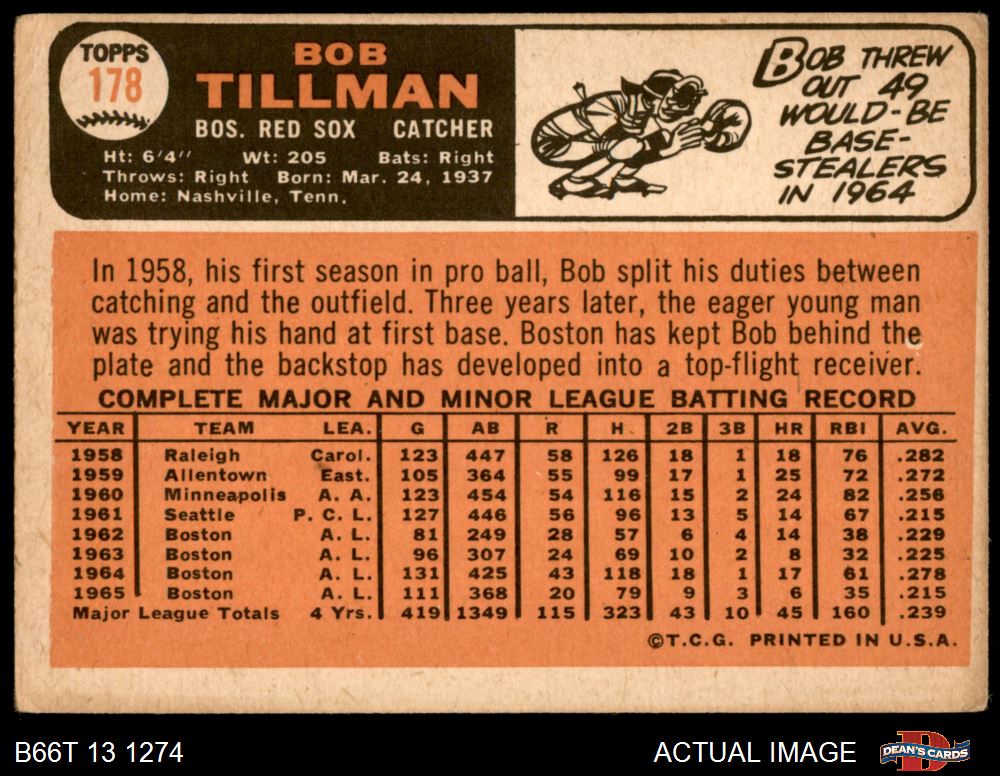 TOPPS
178
BOB
TILLMAN
BOS. RED SOX CATCHER
Ht: 6'4" Wt: 205 Bats: Right
Throws: Right Born: Mar. 24, 1937
Home: Nashville, Tenn.
BOB THREW
OUT 49
WOULD-BE
BASE-
STEALERS
IN 1964
In 1958, his first season in pro ball, Bob split his duties between
catching and the outfield. Three years later, the eager young man
was trying his hand at first base. Boston has kept Bob behind the
plate and the backstop has developed into a top-flight receiver.
COMPLETE MAJOR AND MINOR LEAGUE BATTING RECORD
YEAR TEAM LEA. G AB R H 2B 3B HR RBI AVG.
1958 Raleigh Carol. 123 447 58 126 18 1 18 76 .282
1959 Allentown East. 105 364 55 99 17 1 25 72 .272
1960 Minneapolis A. A. 123 454 54 116 15 2 24 82 .256
1961 Seattle P. C. L. 127 446 56 96 13 5 14 67 .215
1962 Boston A. L. 81 249 28 57 6 4 14 38 .229
1963 Boston A. L. 96 307 24 69 10 2 8 32 .225
1964 Boston A. L. 131 425 43 118 18 1 17 61 .278
1965 Boston A. L. 111 368 20 79 9 3 6 35 .215
Major League Totals 4 Yrs. 419 1349 115 323 43 10 45 160 .239
©T.C.G. PRINTED IN U.S.A.
B66T 13 1274
ACTUAL IMAGE
DEAN'S CARDS